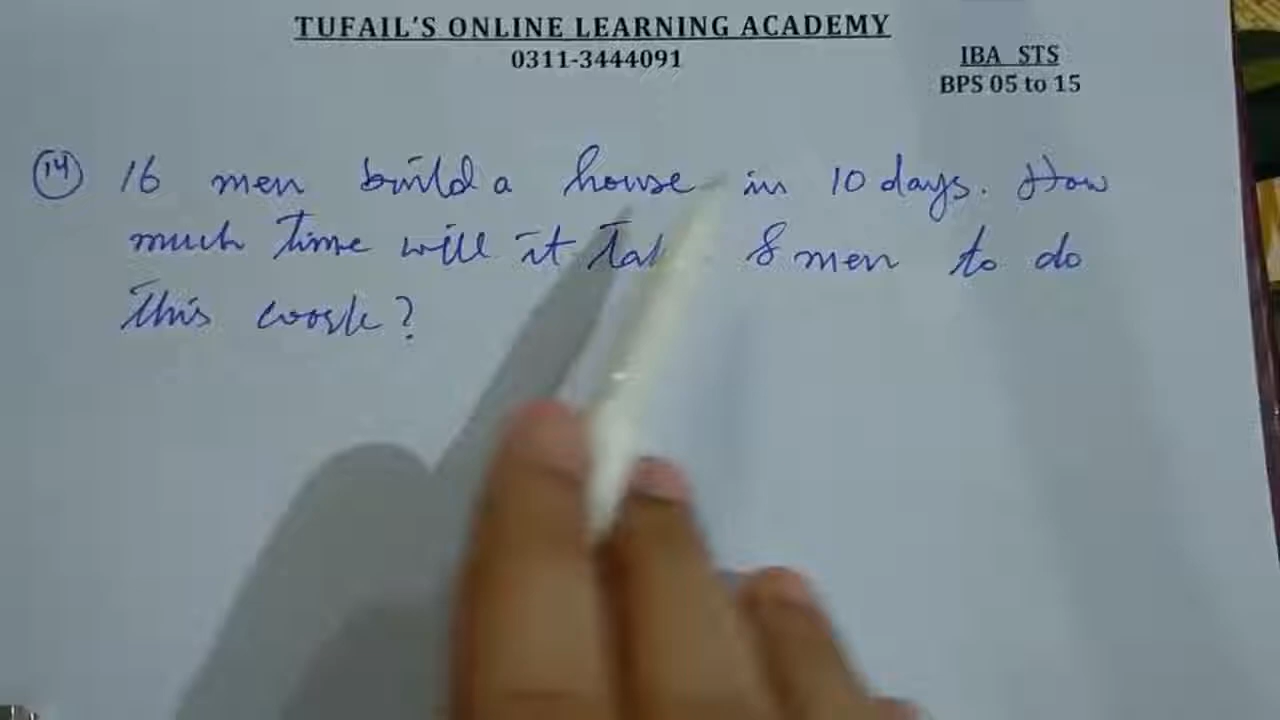 TUFAIL'S ONLINE LEARNING ACADEMY
0311-3444091
IBA STS
BPS 05 to 15
14 16 men build a house in 10 days. How
much time will it 8 men to do
this work?